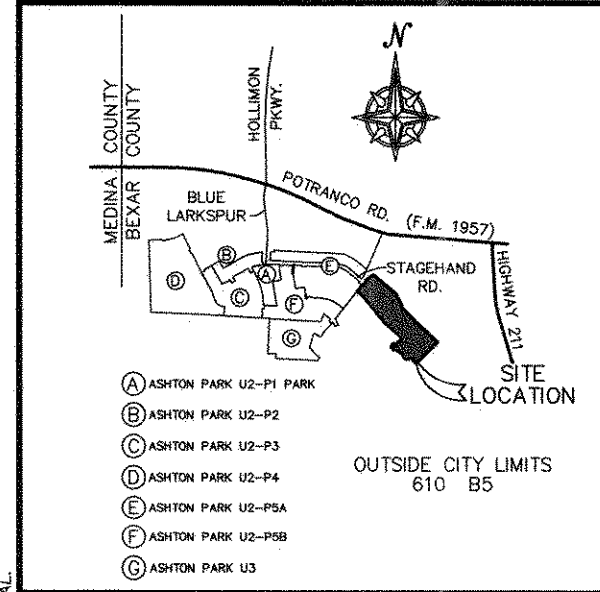 N
MEDINA COUNTY
BEXAR COUNTY
HOLLIMON
PKWY.
BLUE
LARKSPUR
POTRANCO RD.
(F.M. 1957)
STAGEHAND
RD.
HIGHWAY 211
A
B
C
D
E
F
G
SITE
LOCATION
A ASHTON PARK U2-P1 PARK
B ASHTON PARK U2-P2
C ASHTON PARK U2-P3
D ASHTON PARK U2-P4
E ASHTON PARK U2-P5A
F ASHTON PARK U2-P5B
G ASHTON PARK U3
OUTSIDE CITY LIMITS
610 B5
AL.